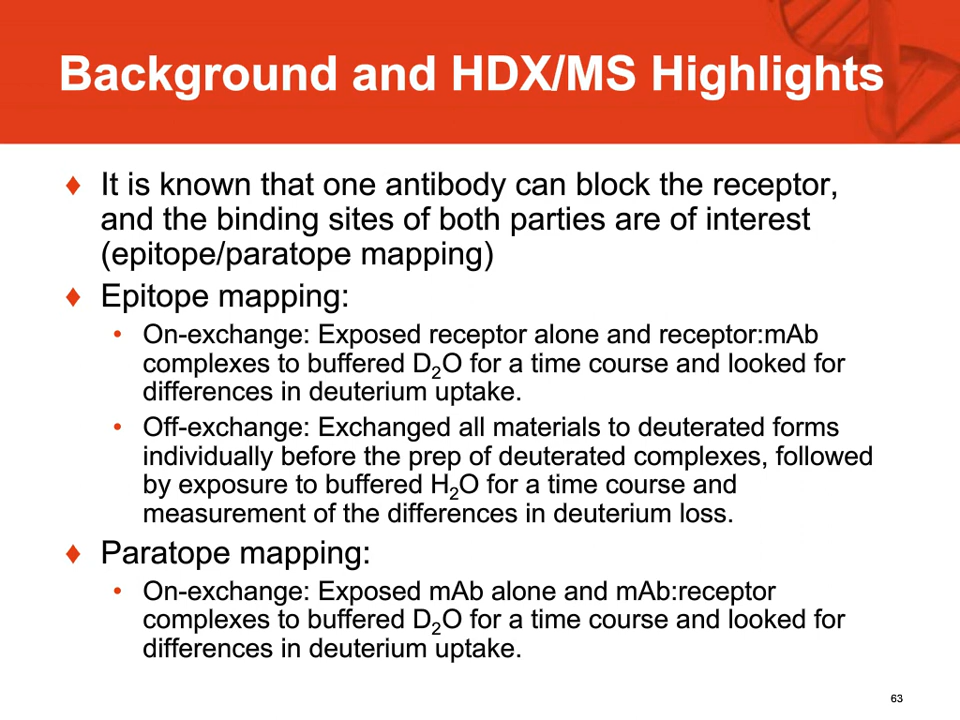 Background and HDX/MS Highlights
♦ It is known that one antibody can block the receptor,
and the binding sites of both parties are of interest
(epitope/paratope mapping)
♦ Epitope mapping:
• On-exchange: Exposed receptor alone and receptor:mAb
complexes to buffered D₂O for a time course and looked for
differences in deuterium uptake.
• Off-exchange: Exchanged all materials to deuterated forms
individually before the prep of deuterated complexes, followed
by exposure to buffered H₂O for a time course and
measurement of the differences in deuterium loss.
♦ Paratope mapping:
• On-exchange: Exposed mAb alone and mAb:receptor
complexes to buffered D₂O for a time course and looked for
differences in deuterium uptake.
63